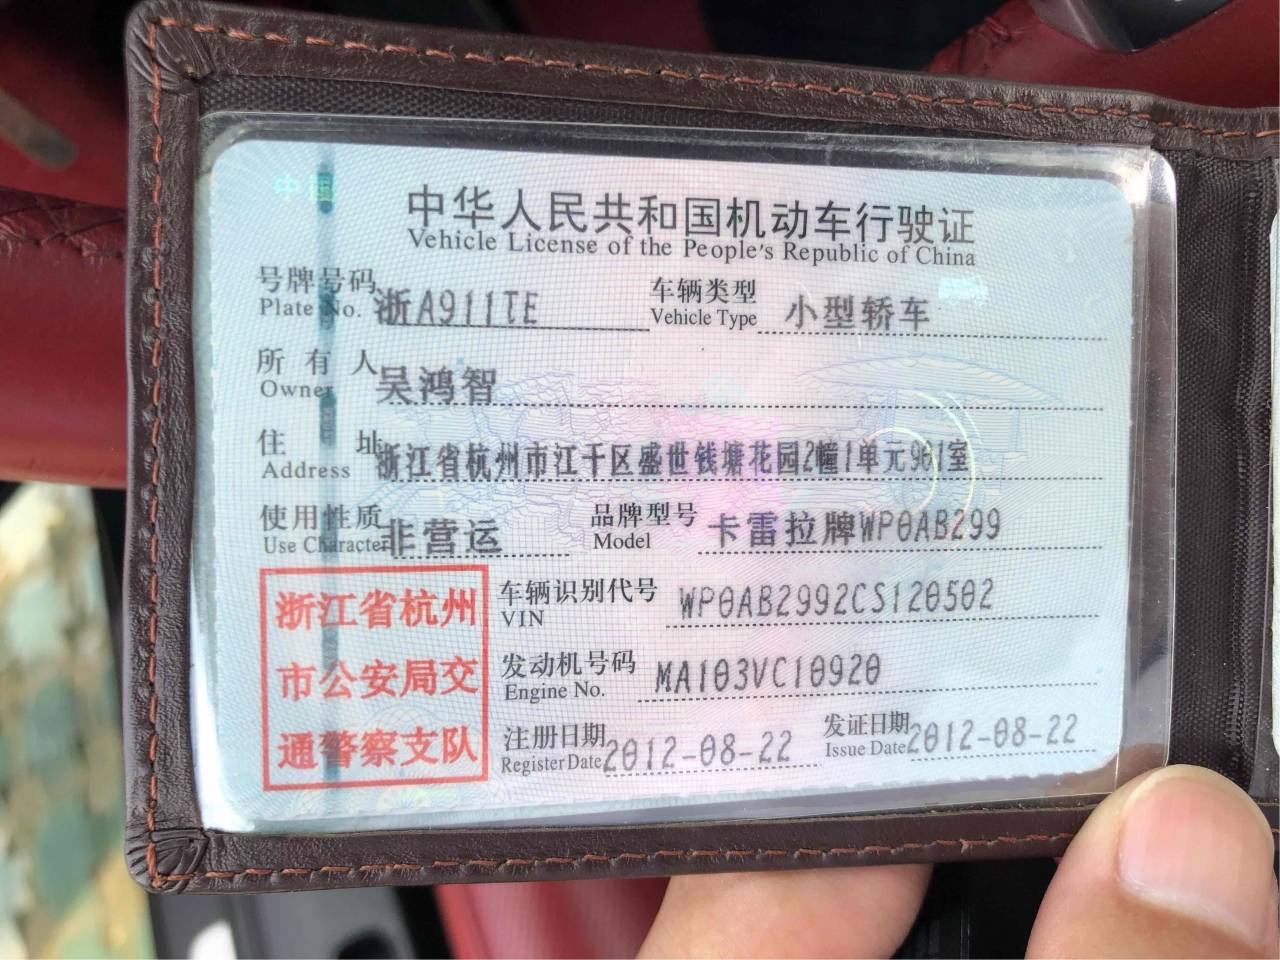 中国
中华人民共和国机动车行驶证
Vehicle License of the People's Republic of China
号牌号码 浙A911TE 车辆类型 小型轿车
Plate No. Vehicle Type
所有人 吴鸿智
Owner
住址 浙江省杭州市江干区盛世钱塘花园2幢1单元901室
Address
使用性质 非营运 品牌型号 卡雷拉牌WP0AB299
Use Character Model
浙江省杭州
市公安局交
通警察支队
车辆识别代号 WP0AB2992CS120502
VIN
发动机号码 MA103VC10920
Engine No.
注册日期 2012-08-22 发证日期 2012-08-22
Register Date Issue Date